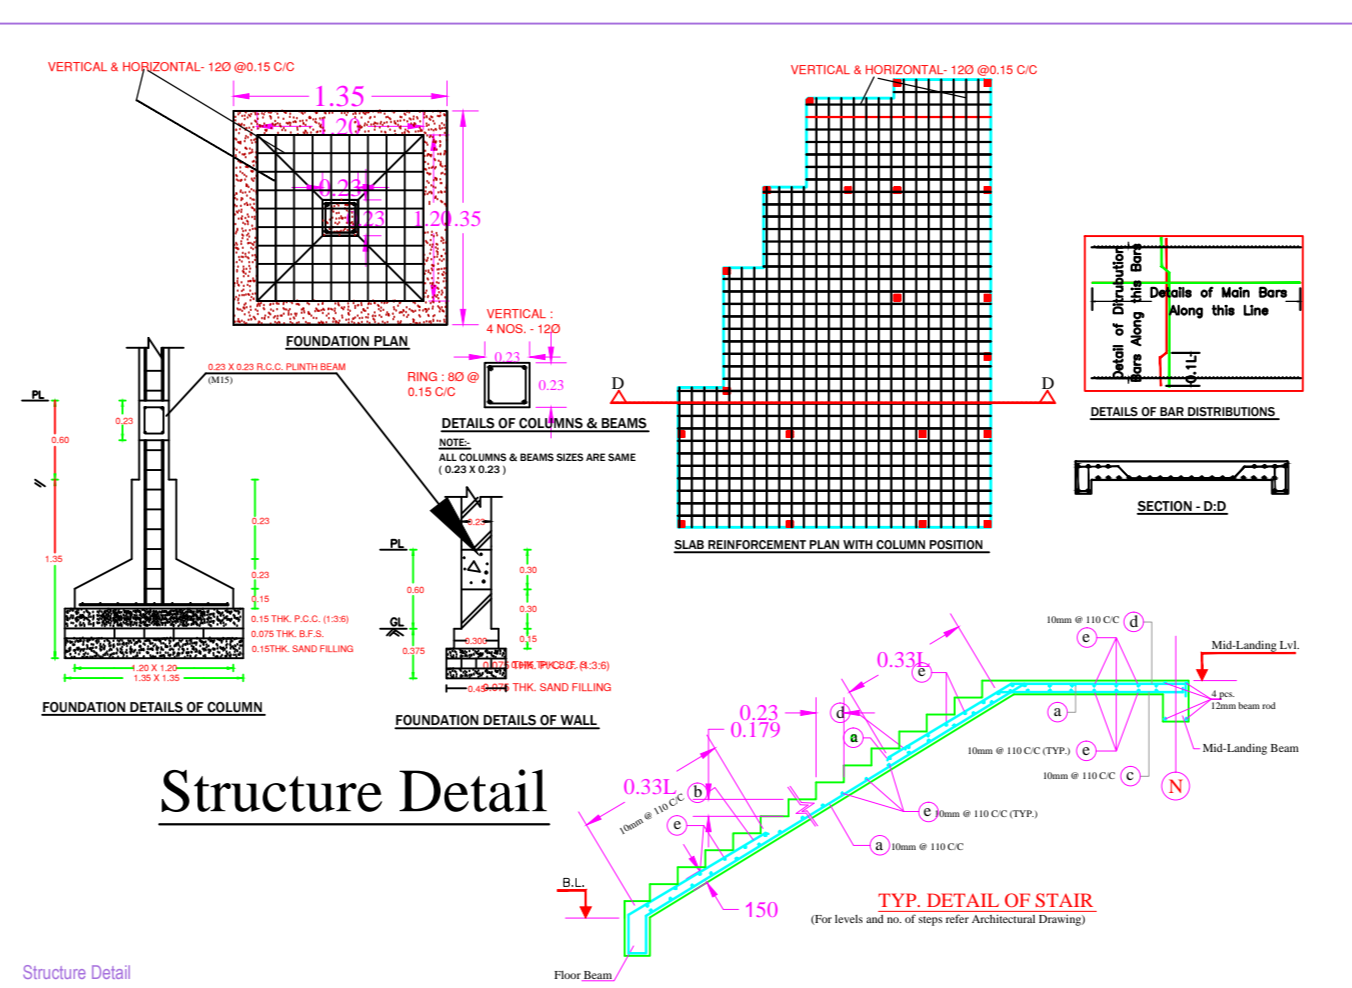 VERTICAL & HORIZONTAL- 12Ø @0.15 C/C
1.35
1.20
0.23
0.23
1.20
.35
FOUNDATION PLAN
VERTICAL & HORIZONTAL- 12Ø @0.15 C/C
D
D
SLAB REINFORCEMENT PLAN WITH COLUMN POSITION
Detail of Ditrubution
Bars Along this Bars
Details of Main Bars
Along this Line
0.1L
DETAILS OF BAR DISTRIBUTIONS
SECTION - D:D
VERTICAL :
4 NOS. - 12Ø
0.23
0.23
RING : 8Ø @
0.15 C/C
DETAILS OF COLUMNS & BEAMS
NOTE:-
ALL COLUMNS & BEAMS SIZES ARE SAME
( 0.23 X 0.23 )
0.23 X 0.23 R.C.C. PLINTH BEAM
(M15)
PL
0.60
0.23
1.35
0.23
0.23
0.15
0.15 THK. P.C.C. (1:3:6)
0.075 THK. B.F.S.
0.15THK. SAND FILLING
1.20 X 1.20
1.35 X 1.35
FOUNDATION DETAILS OF COLUMN
0.23
PL
0.60
GL
0.375
0.30
0.30
0.15
0.300
0.45
0.075 THK. SAND FILLING
FOUNDATION DETAILS OF WALL
Structure Detail
0.33L
0.23
0.179
0.33L
10mm @ 110 C/C
b
e
d
a
e
e
10mm @ 110 C/C (TYP.)
a
10mm @ 110 C/C
150
B.L.
Floor Beam
10mm @ 110 C/C
d
e
Mid-Landing Lvl.
4 pcs.
12mm beam rod
a
10mm @ 110 C/C (TYP.)
e
Mid-Landing Beam
10mm @ 110 C/C
c
N
TYP. DETAIL OF STAIR
(For levels and no. of steps refer Architectural Drawing)
Structure Detail